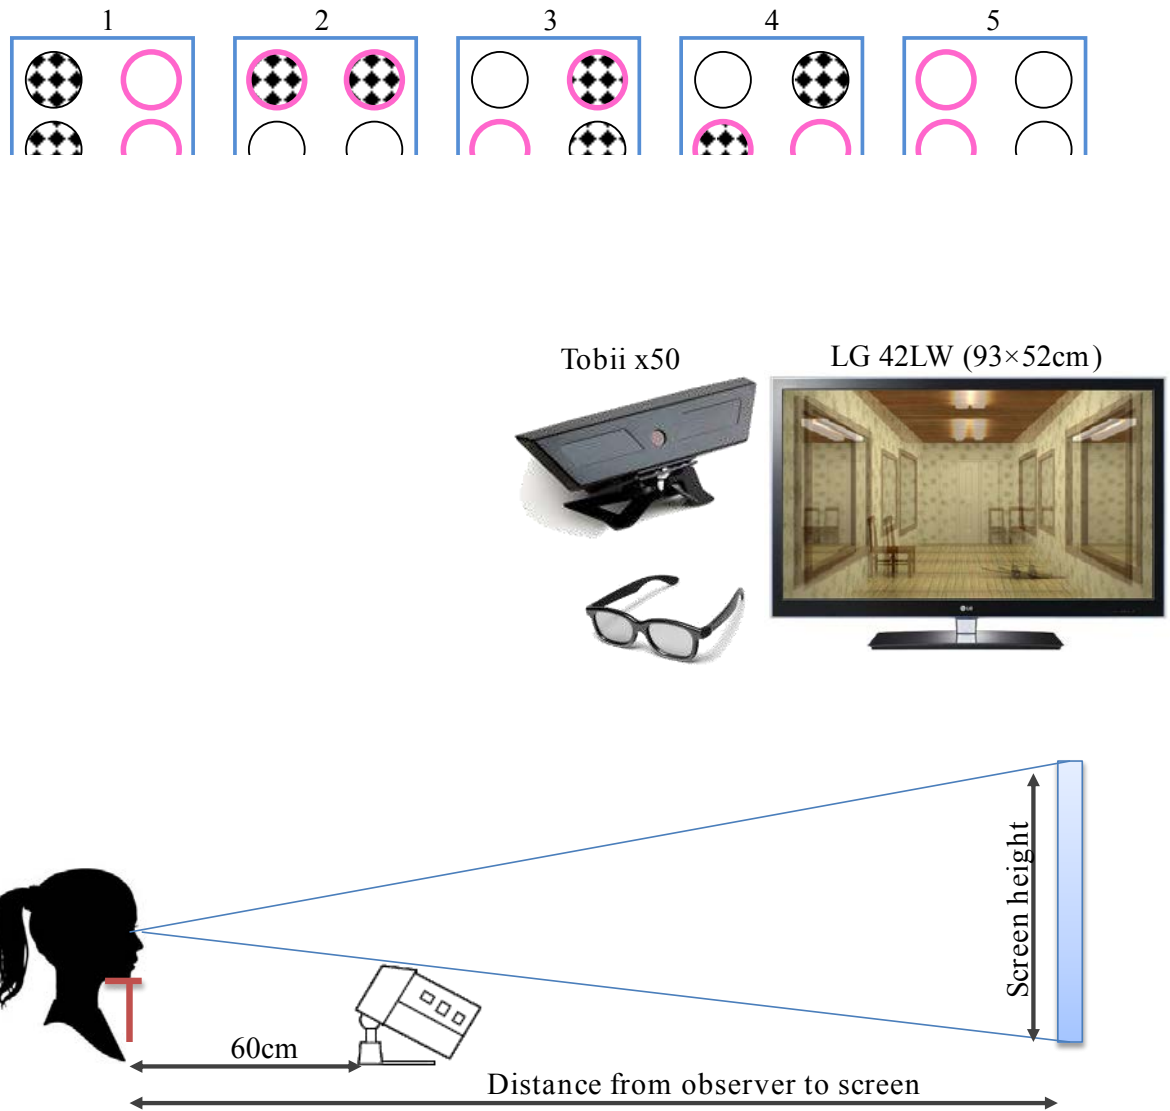 1 2 3 4 5
Tobii x50
LG 42LW (93×52cm)
LG
Screen height
60cm
Distance from observer to screen